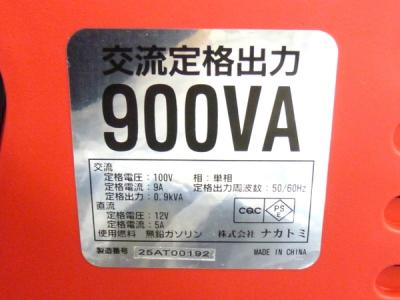 交流定格出力
900VA
交流
定格電圧：100V 相：単相
定格電流：9A 定格出力周波数：50/60Hz
定格出力：0.9kVA
直流
定格電圧：12V
定格電流：5A
CQC PSE
使用燃料 無鉛ガソリン 株式会社 ナカトミ
製造番号 25AT00192 MADE IN CHINA